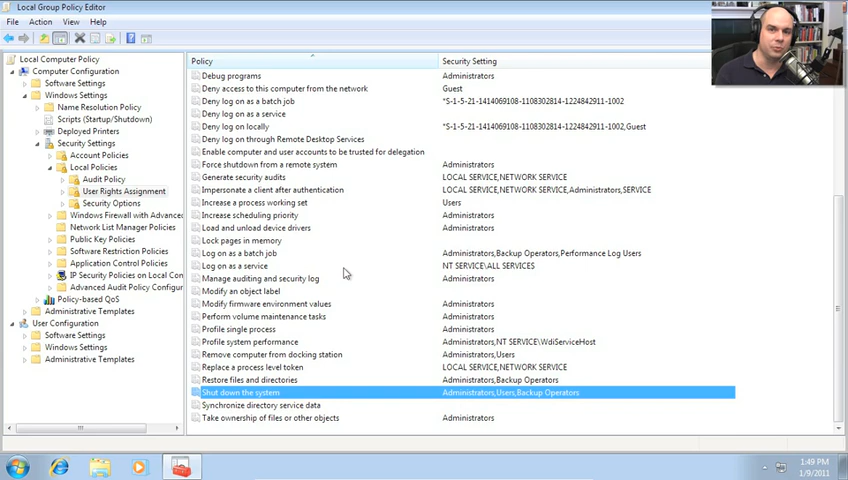 Local Group Policy Editor
File Action View Help
Local Computer Policy
Computer Configuration
Software Settings
Windows Settings
Name Resolution Policy
Scripts (Startup/Shutdown)
Deployed Printers
Security Settings
Account Policies
Local Policies
Audit Policy
User Rights Assignment
Security Options
Windows Firewall with Advanced
Network List Manager Policies
Public Key Policies
Software Restriction Policies
Application Control Policies
IP Security Policies on Local Con
Advanced Audit Policy Configur
Policy-based QoS
Administrative Templates
User Configuration
Software Settings
Windows Settings
Administrative Templates
Policy Security Setting
Debug programs Administrators
Deny access to this computer from the network Guest
Deny log on as a batch job *S-1-5-21-1414069108-1108302814-1224842911-1002
Deny log on as a service
Deny log on locally *S-1-5-21-1414069108-1108302814-1224842911-1002,Guest
Deny log on through Remote Desktop Services
Enable computer and user accounts to be trusted for delegation
Force shutdown from a remote system Administrators
Generate security audits LOCAL SERVICE,NETWORK SERVICE
Impersonate a client after authentication LOCAL SERVICE,NETWORK SERVICE,Administrators,SERVICE
Increase a process working set Users
Increase scheduling priority Administrators
Load and unload device drivers Administrators
Lock pages in memory
Log on as a batch job Administrators,Backup Operators,Performance Log Users
Log on as a service NT SERVICE\ALL SERVICES
Manage auditing and security log Administrators
Modify an object label
Modify firmware environment values Administrators
Perform volume maintenance tasks Administrators
Profile single process Administrators
Profile system performance Administrators,NT SERVICE\WdiServiceHost
Remove computer from docking station Administrators,Users
Replace a process level token LOCAL SERVICE,NETWORK SERVICE
Restore files and directories Administrators,Backup Operators
Shut down the system Administrators,Users,Backup Operators
Synchronize directory service data
Take ownership of files or other objects Administrators
1:49 PM
1/9/2011